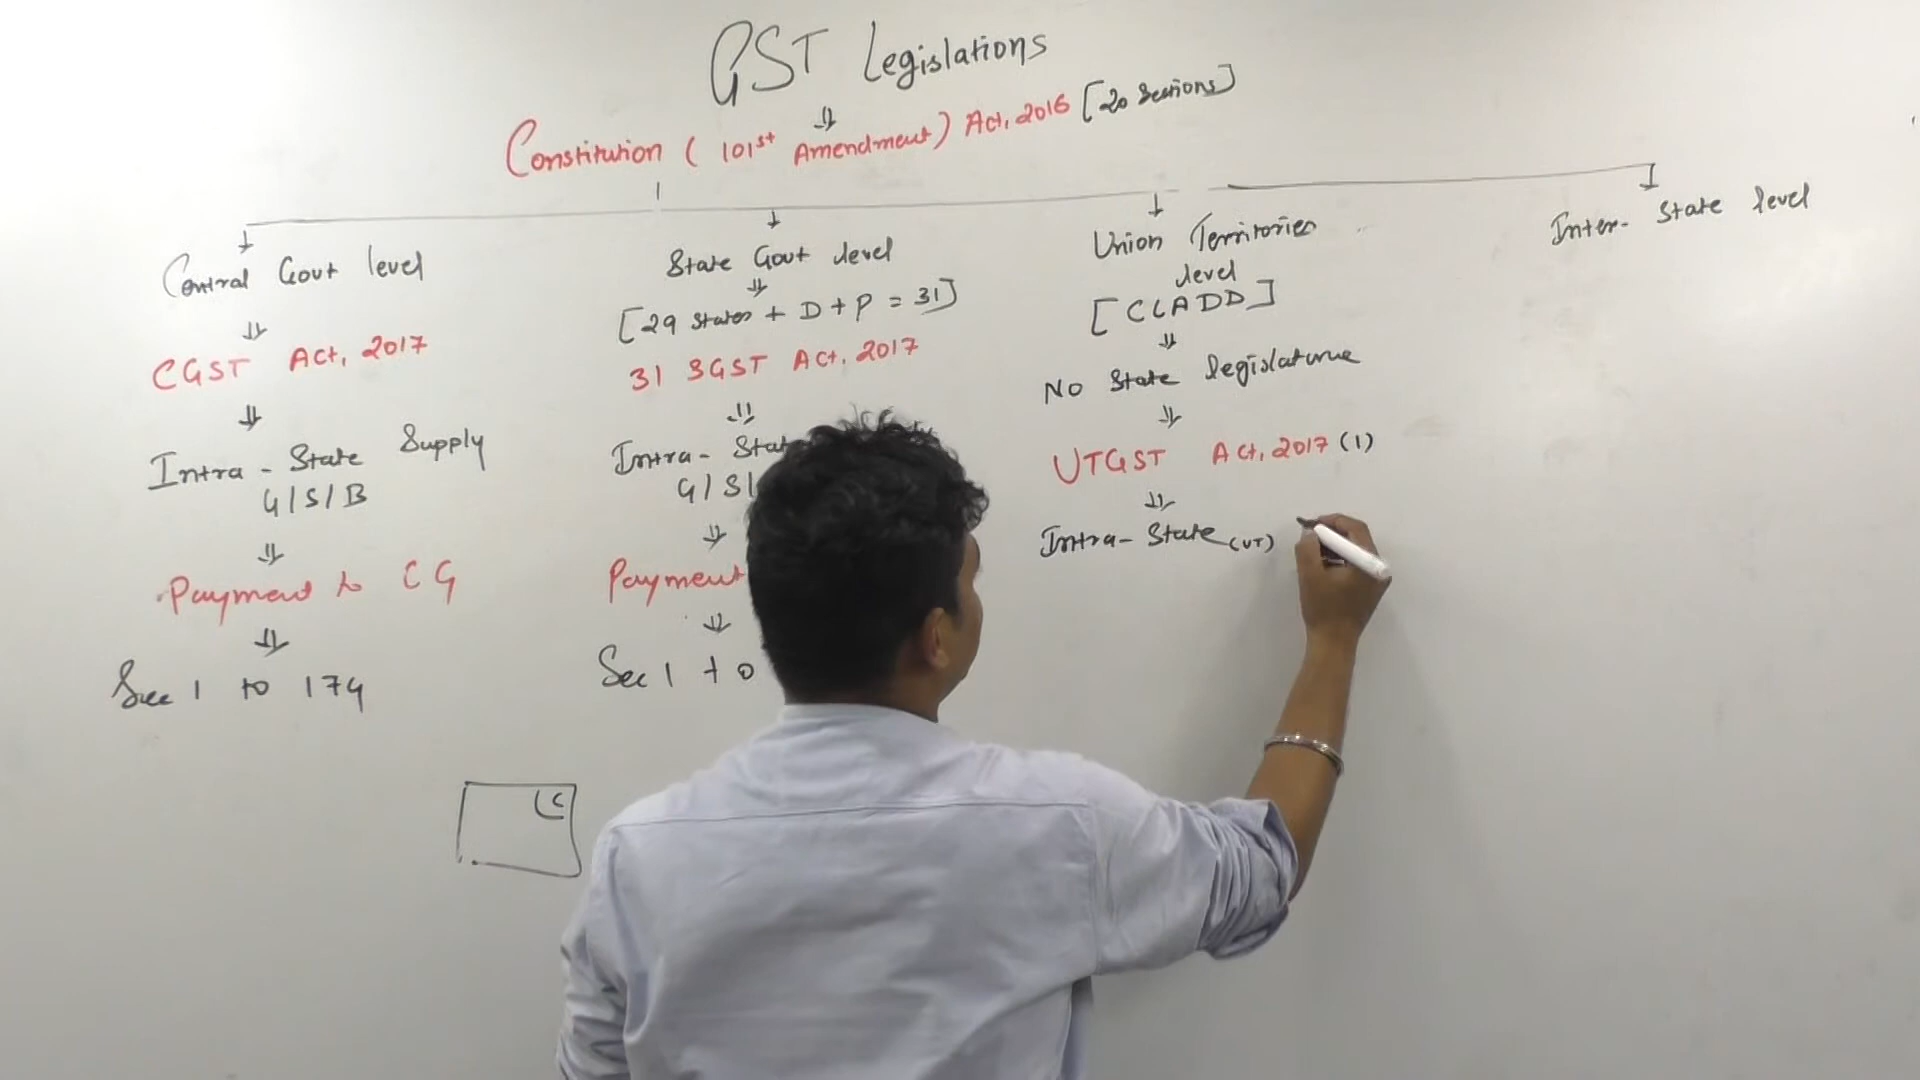 GST Legislations
Constitution (101st Amendment) Act, 2016 [20 Sections]
Central Govt level
CGST Act, 2017
Intra-State Supply
G/S/B
Payment to CG
Sec 1 to 174
State Govt level
[29 States + D + P = 31]
31 SGST Act, 2017
Intra-State
G/S/
Payment
Sec 1 to
Union Territories
level
[CLADD]
No State legislature
UTGST Act, 2017 (1)
Intra-State (UT)
Inter-State level